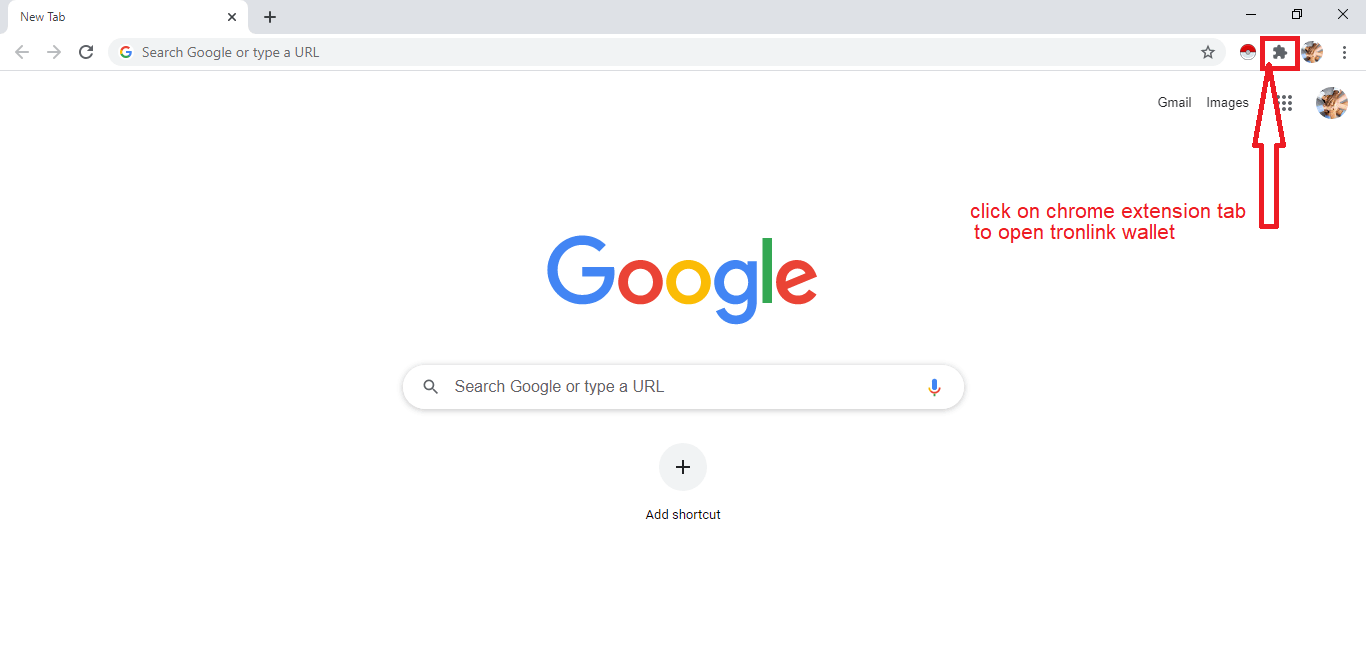 New Tab
Search Google or type a URL
Gmail Images
click on chrome extension tab
to open tronlink wallet
Google
Search Google or type a URL
Add shortcut